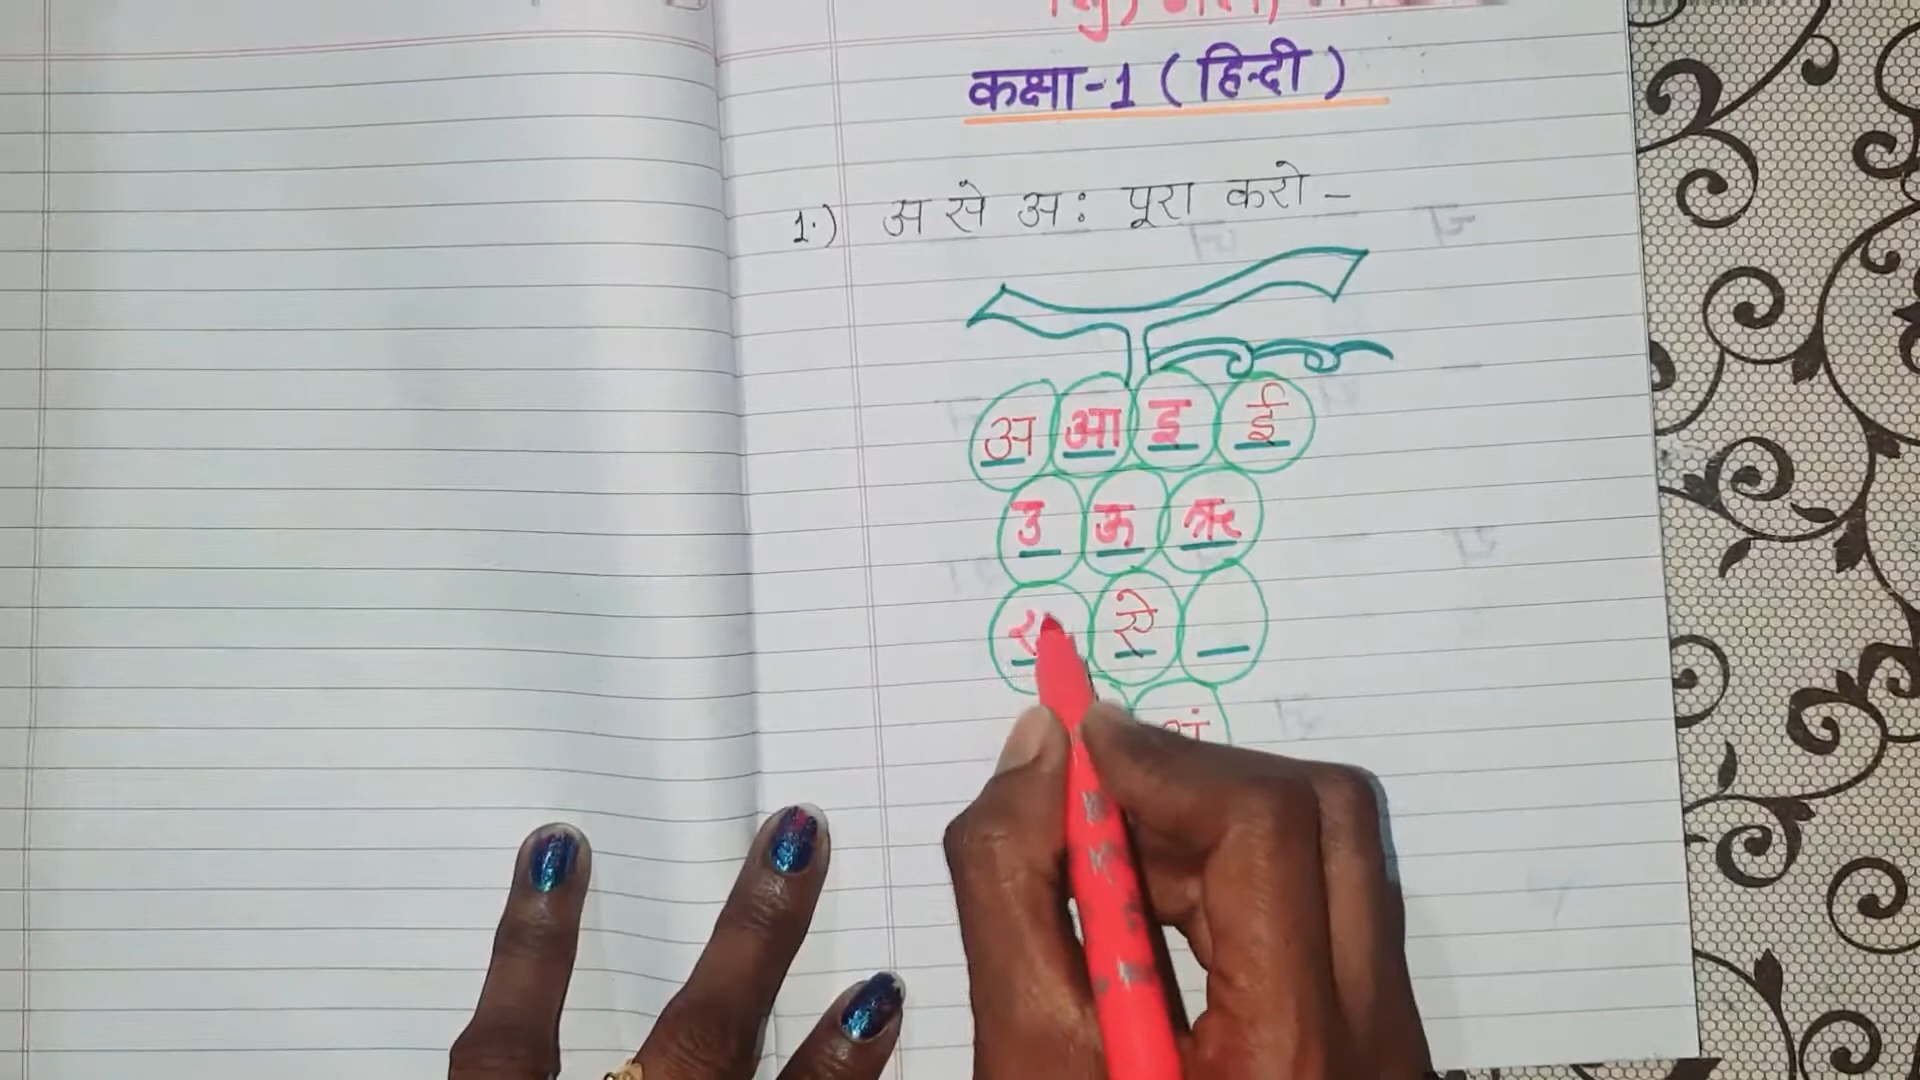 कक्षा-1 ( हिन्दी )
1.) अ से अः पूरा करो -
अ आ इ ई
उ ऊ ऋ
ऐ